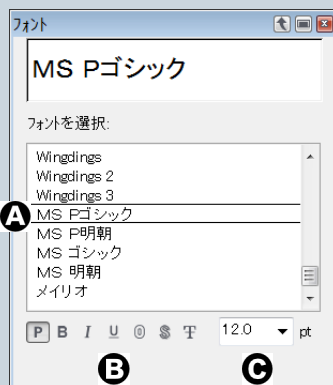 フォント
MS Pゴシック
フォントを選択:
Wingdings
Wingdings 2
Wingdings 3
A MS Pゴシック
MS P明朝
MS ゴシック
MS 明朝
メイリオ
P B I U O S T 12.0 pt
B C